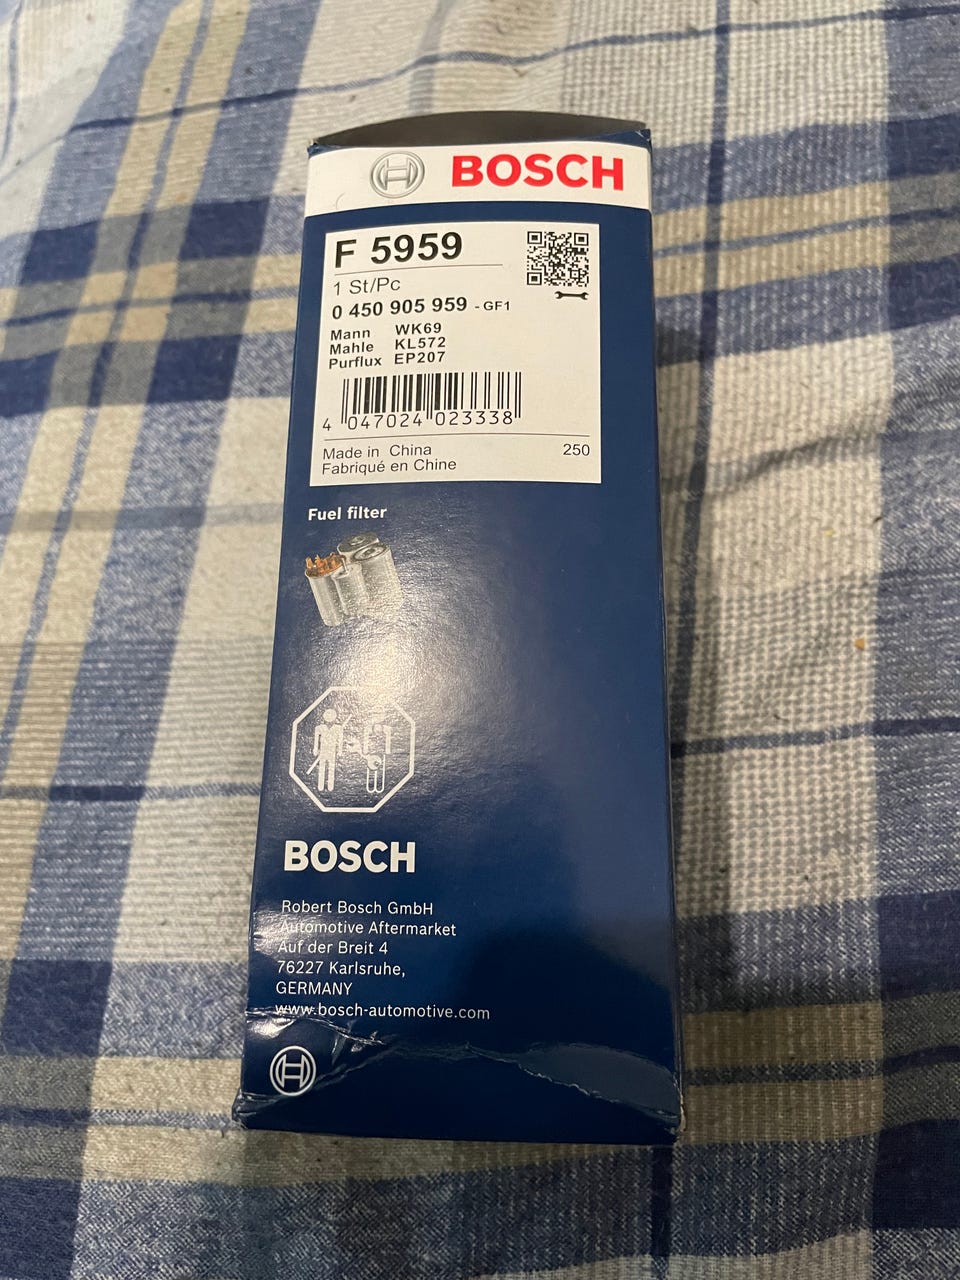 BOSCH
F 5959
1 St/Pc
0 450 905 959 - GF1
Mann WK69
Mahle KL572
Purflux EP207
4 047024 023338
Made in China 250
Fabriqué en Chine
Fuel filter
BOSCH
Robert Bosch GmbH
Automotive Aftermarket
Auf der Breit 4
76227 Karlsruhe,
GERMANY
www.bosch-automotive.com